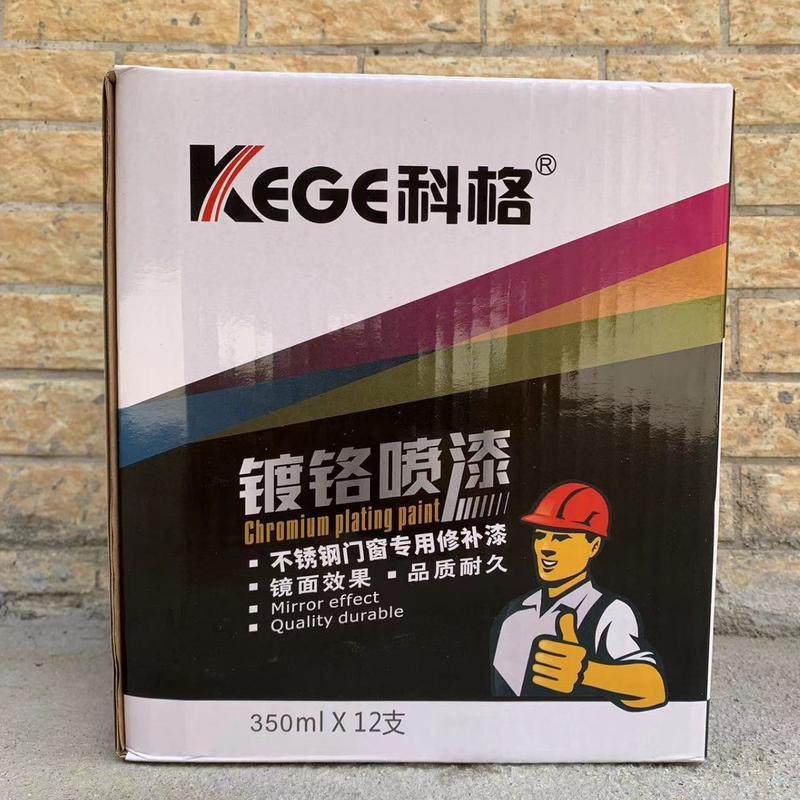 KEGE科格®
镀铬喷漆
Chromium plating paint
▪ 不锈钢门窗专用修补漆
▪ 镜面效果 ▪ 品质耐久
▪ Mirror effect
▪ Quality durable
350ml X 12支